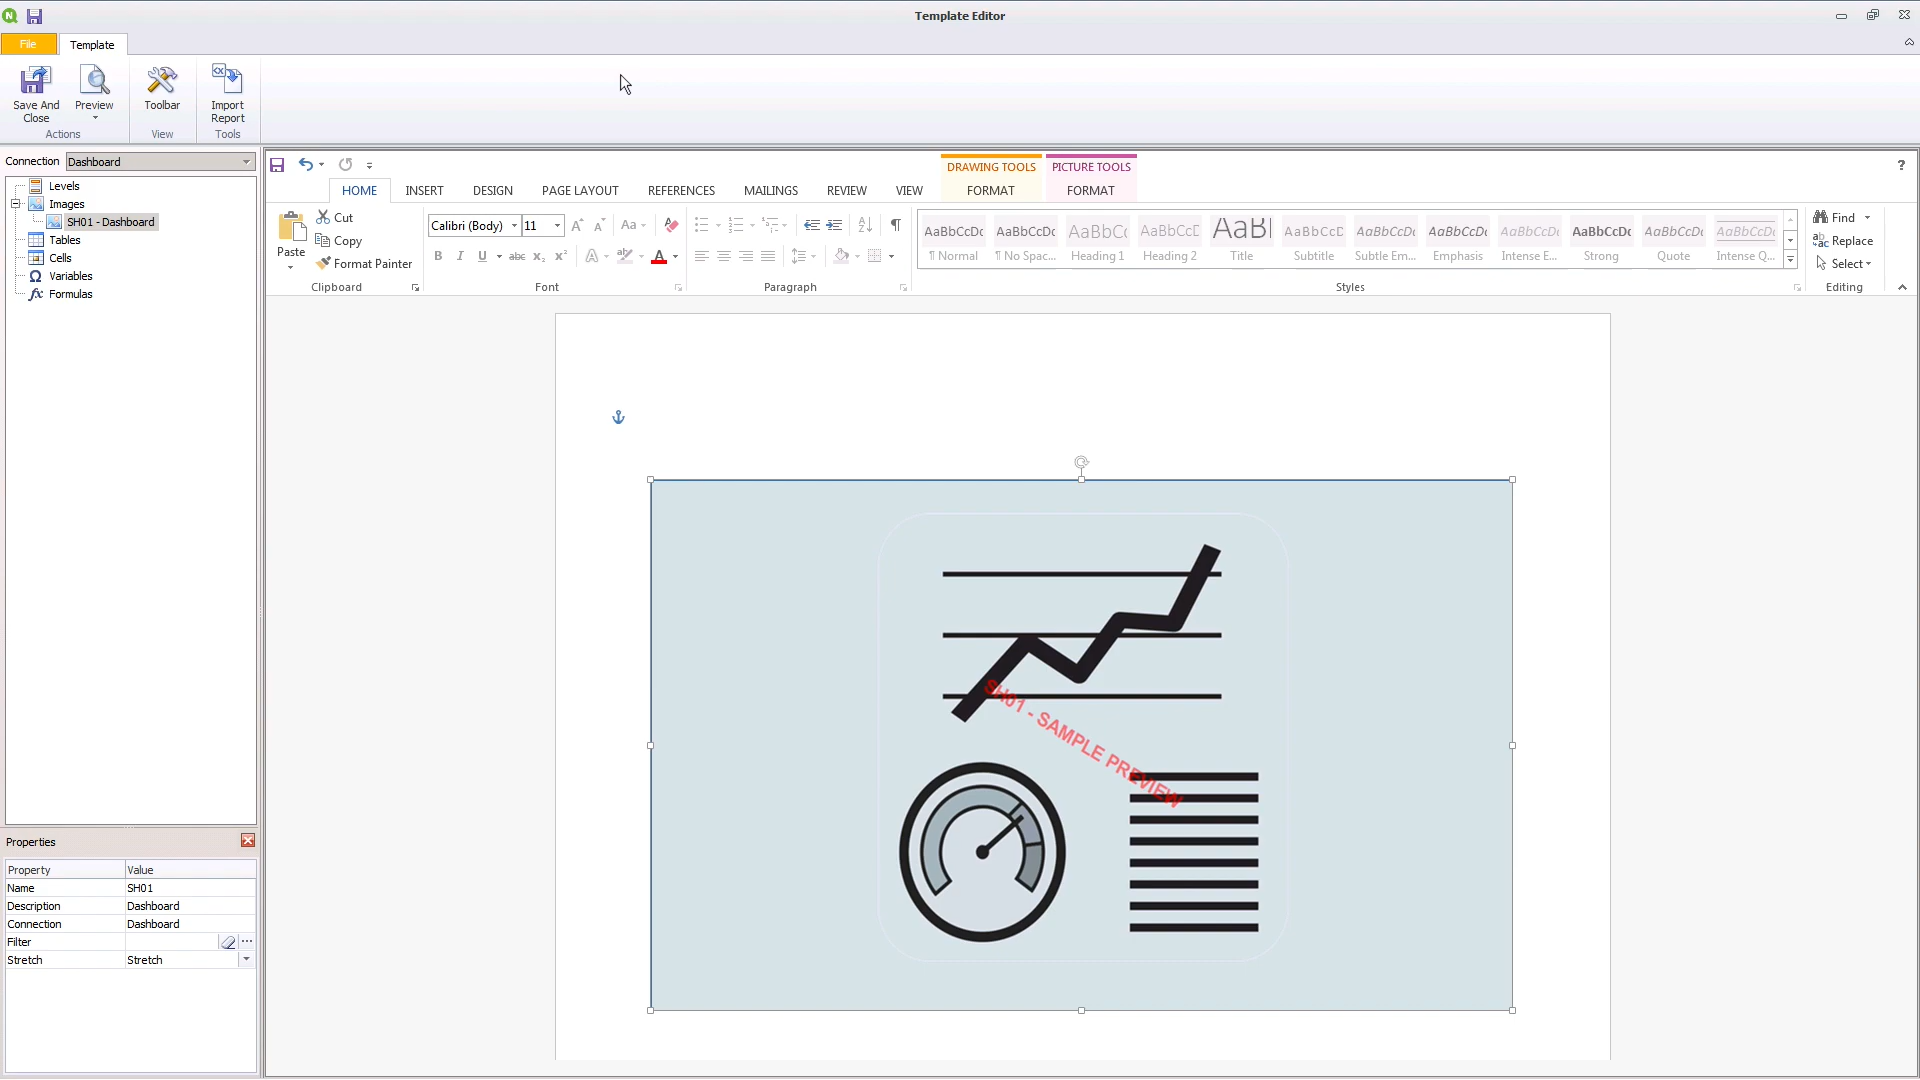 Template Editor
File
Template
Save And Close
Preview
Toolbar
Import Report
Actions
View
Tools
Connection
Dashboard
Levels
Images
SH01 - Dashboard
Tables
Cells
Variables
Formulas
DRAWING TOOLS
PICTURE TOOLS
HOME
INSERT
DESIGN
PAGE LAYOUT
REFERENCES
MAILINGS
REVIEW
VIEW
FORMAT
FORMAT
Paste
Cut
Copy
Format Painter
Clipboard
Calibri (Body)
11
Font
Paragraph
AaBbCcDc
¶ Normal
AaBbCcDc
¶ No Spac...
AaBbCc
Heading 1
AaBbCcD
Heading 2
AaBl
Title
AaBbCcD
Subtitle
AaBbCcDc
Subtle Em...
AaBbCcDc
Emphasis
AaBbCcDc
Intense E...
AaBbCcDc
Strong
AaBbCcDc
Quote
AaBbCcDc
Intense Q...
Styles
Find
Replace
Select
Editing
SH01 - SAMPLE PREVIEW
Properties
Property Value
Name SH01
Description Dashboard
Connection Dashboard
Filter
Stretch Stretch